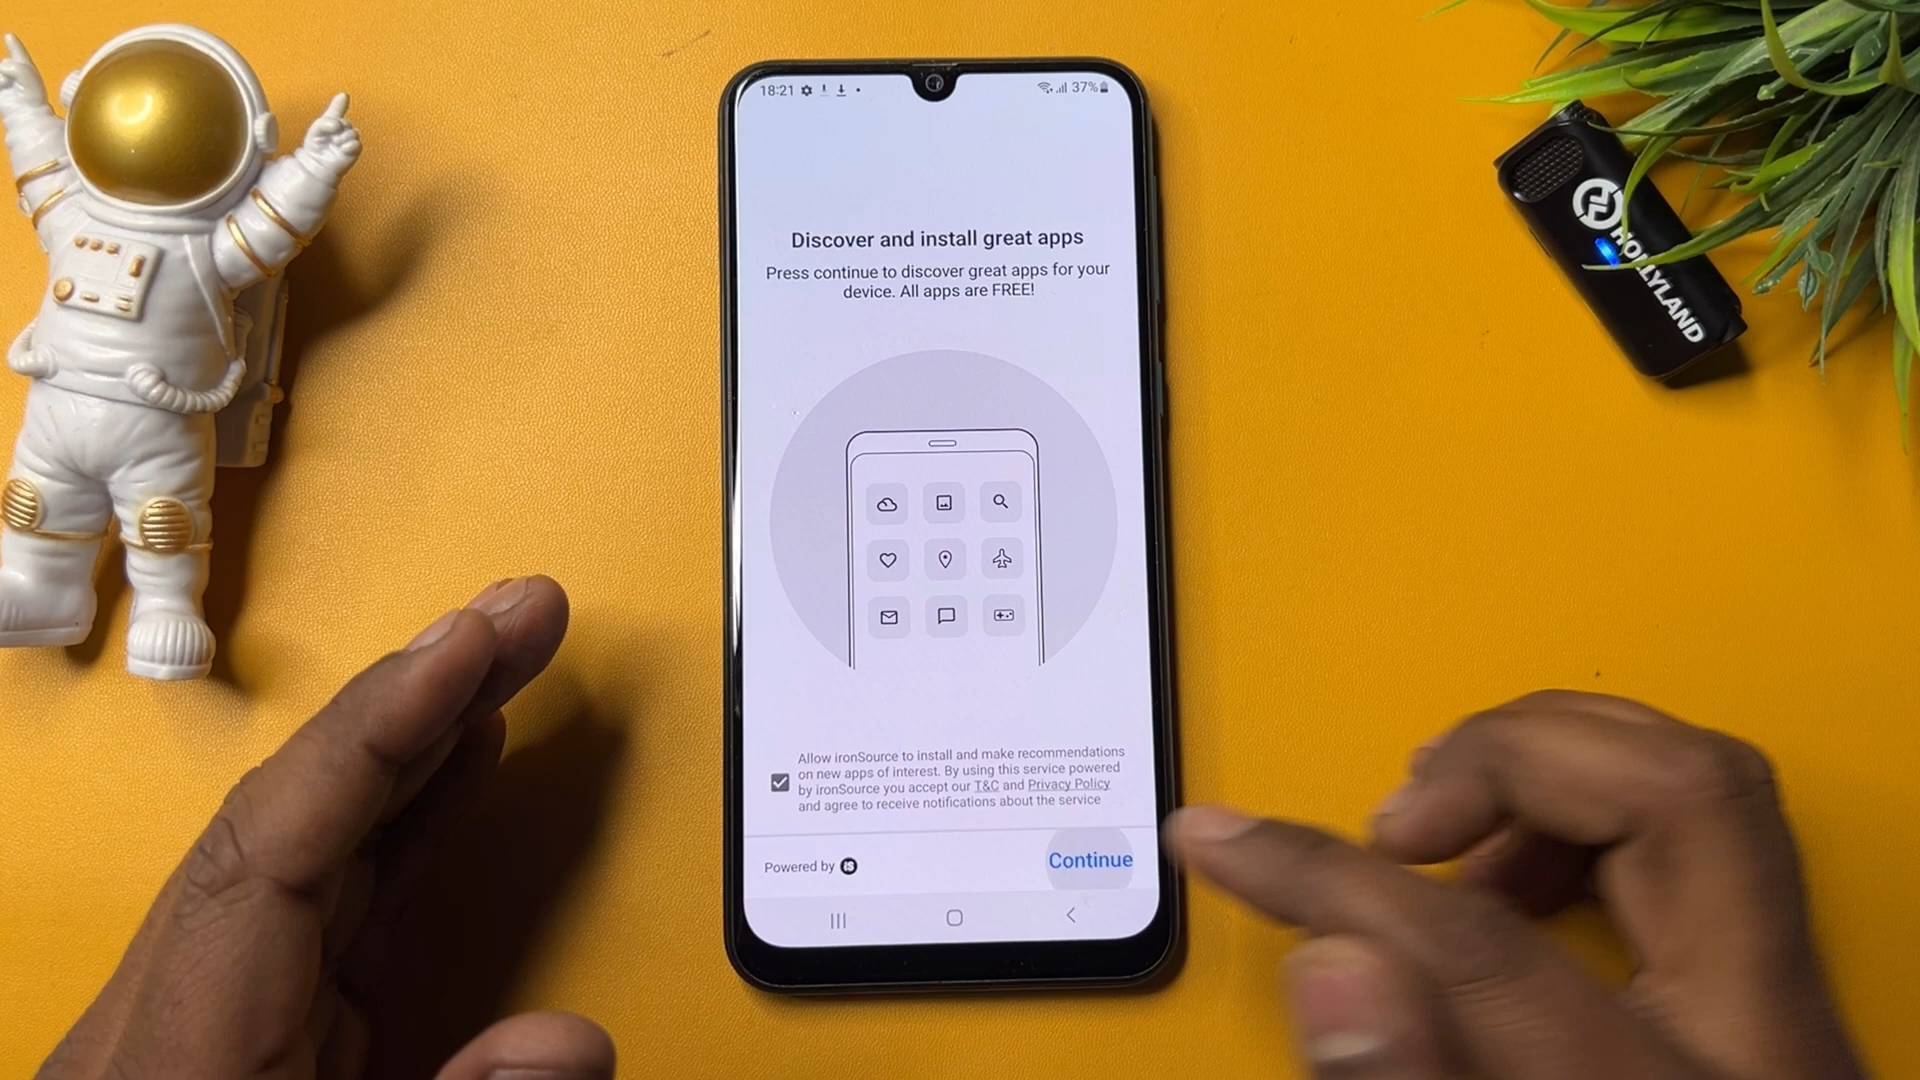 18:21
37%
Discover and install great apps
Press continue to discover great apps for your
device. All apps are FREE!
Allow ironSource to install and make recommendations
on new apps of interest. By using this service powered
by ironSource you accept our T&C and Privacy Policy
and agree to receive notifications about the service
Powered by
Continue
HOLLYLAND